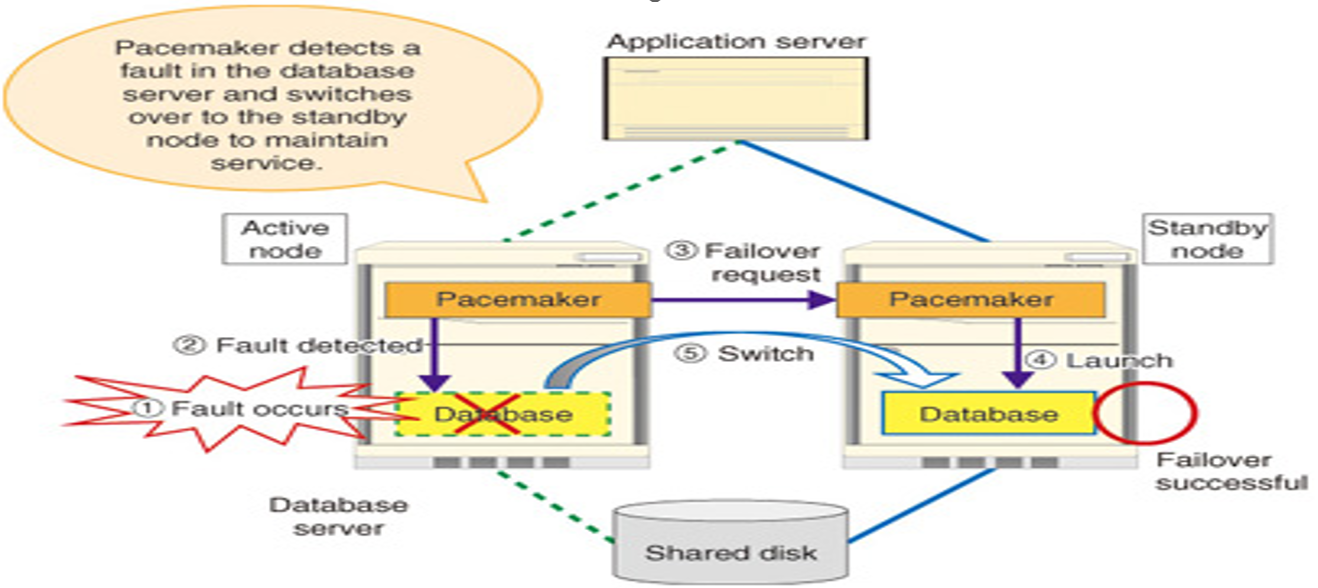 Pacemaker detects a
fault in the database
server and switches
over to the standby
node to maintain
service.
Application server
Active
node
Standby
node
③ Failover
request
Pacemaker
Pacemaker
② Fault detected
⑤ Switch
④ Launch
① Fault occurs
Database
Database
Failover
successful
Database
server
Shared disk